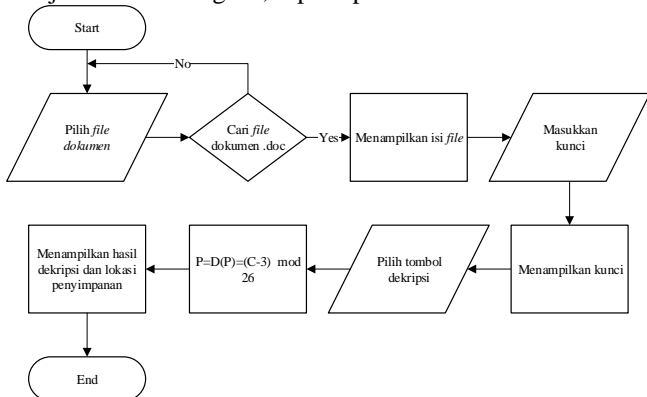 Start
No
Pilih file
dokumen
Cari file
dokumen .doc
Yes
Menampilkan isi file
Masukkan
kunci
Menampilkan kunci
Pilih tombol
dekripsi
P=D(P)=(C-3) mod
26
Menampilkan hasil
dekripsi dan lokasi
penyimpanan
End